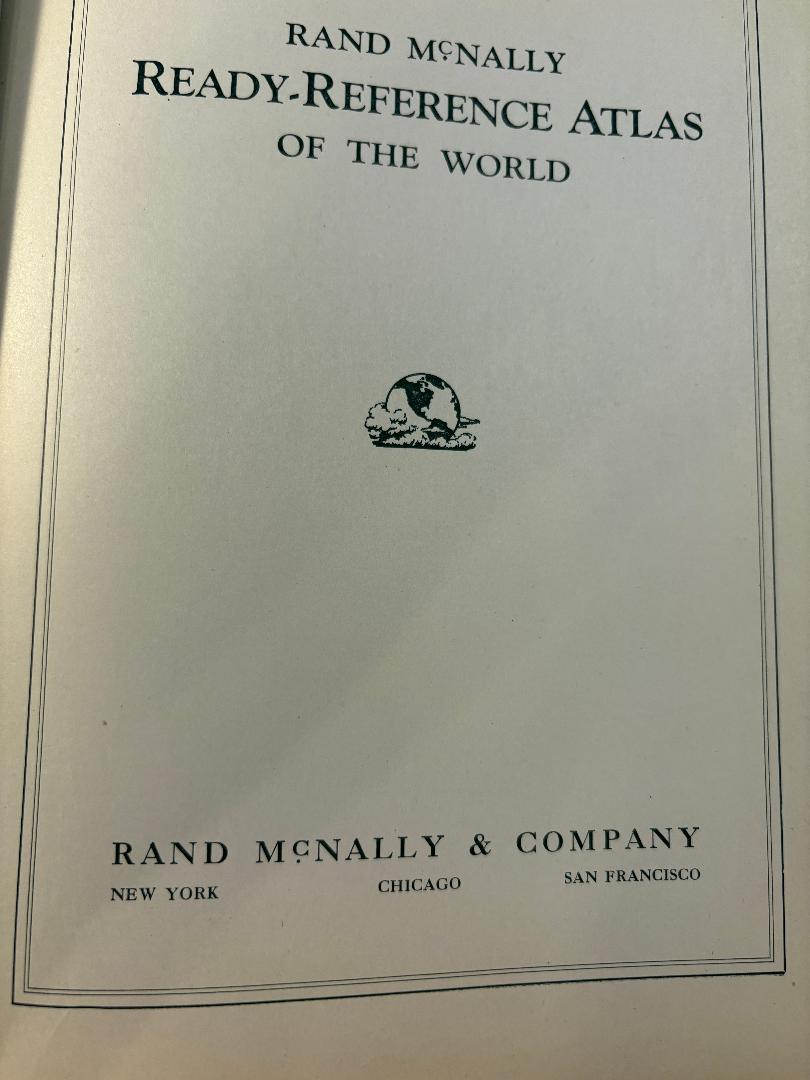 RAND McNALLY
READY-REFERENCE ATLAS
OF THE WORLD
RAND McNALLY & COMPANY
NEW YORK CHICAGO SAN FRANCISCO